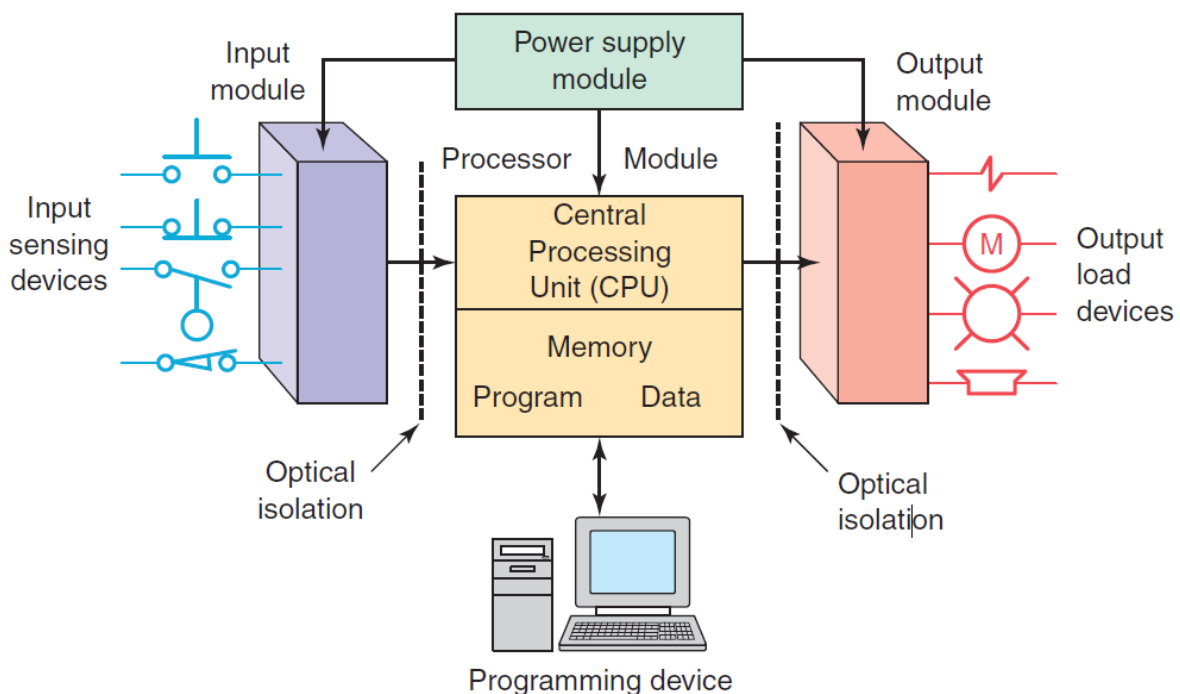 Power supply
module
Input
module
Output
module
Processor Module
Input
sensing
devices
Central
Processing
Unit (CPU)
M
Output
load
devices
Memory
Program Data
Optical
isolation
Optical
isolation
Programming device